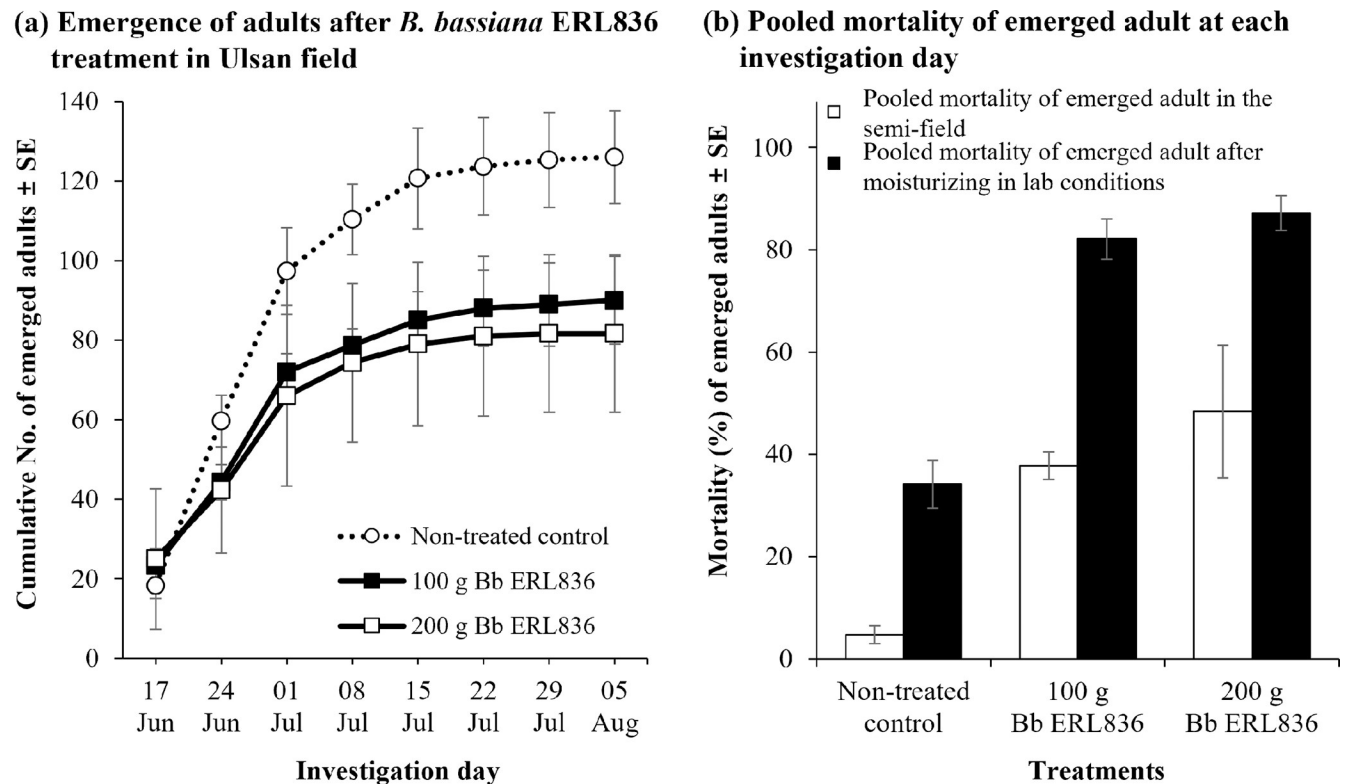 (a) Emergence of adults after B. bassiana ERL836
treatment in Ulsan field
Cumulative No. of emerged adults ± SE
140
120
100
80
60
40
20
0
Non-treated control
100 g Bb ERL836
200 g Bb ERL836
17 24 01 08 15 22 29 05
Jun Jun Jul Jul Jul Jul Jul Aug
Investigation day
(b) Pooled mortality of emerged adult at each
investigation day
Pooled mortality of emerged adult in the
semi-field
Pooled mortality of emerged adult after
moisturizing in lab conditions
Mortality (%) of emerged adults ± SE
100
80
60
40
20
0
Non-treated
control
100 g
Bb ERL836
200 g
Bb ERL836
Treatments